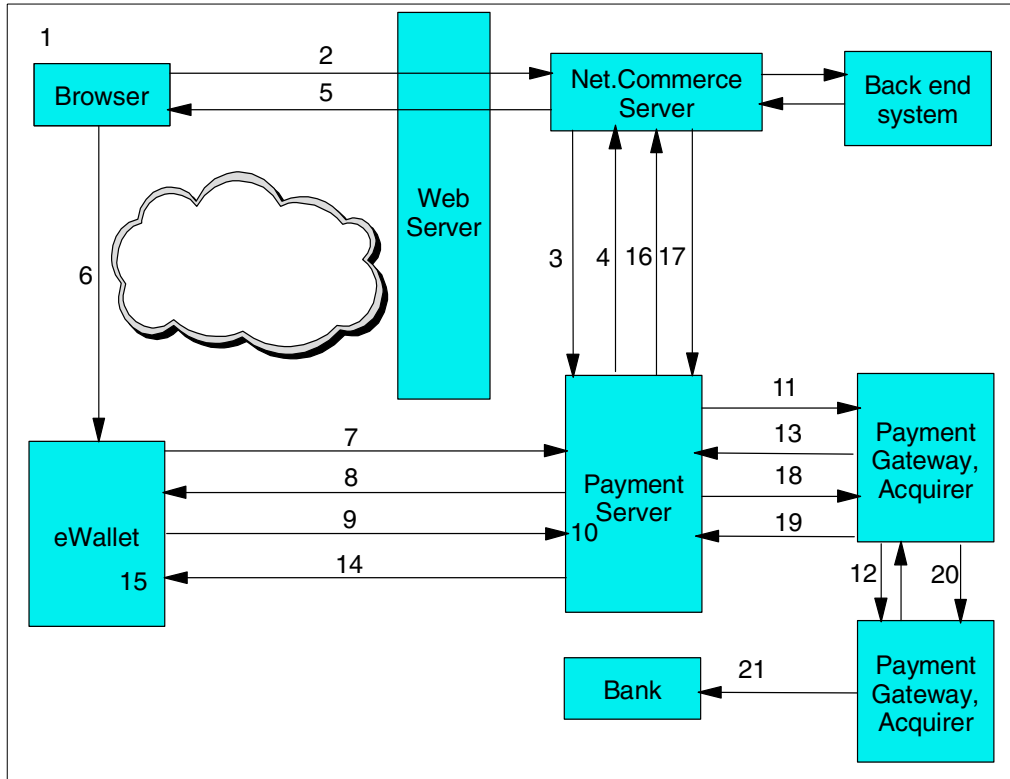 1
2
Browser
5
Net.Commerce
Server
Back end
system
Web
Server
6
3
4
16
17
11
7
13
Payment
Gateway,
Acquirer
8
18
Payment
Server
9
10
19
eWallet
14
15
12
20
21
Bank
Payment
Gateway,
Acquirer